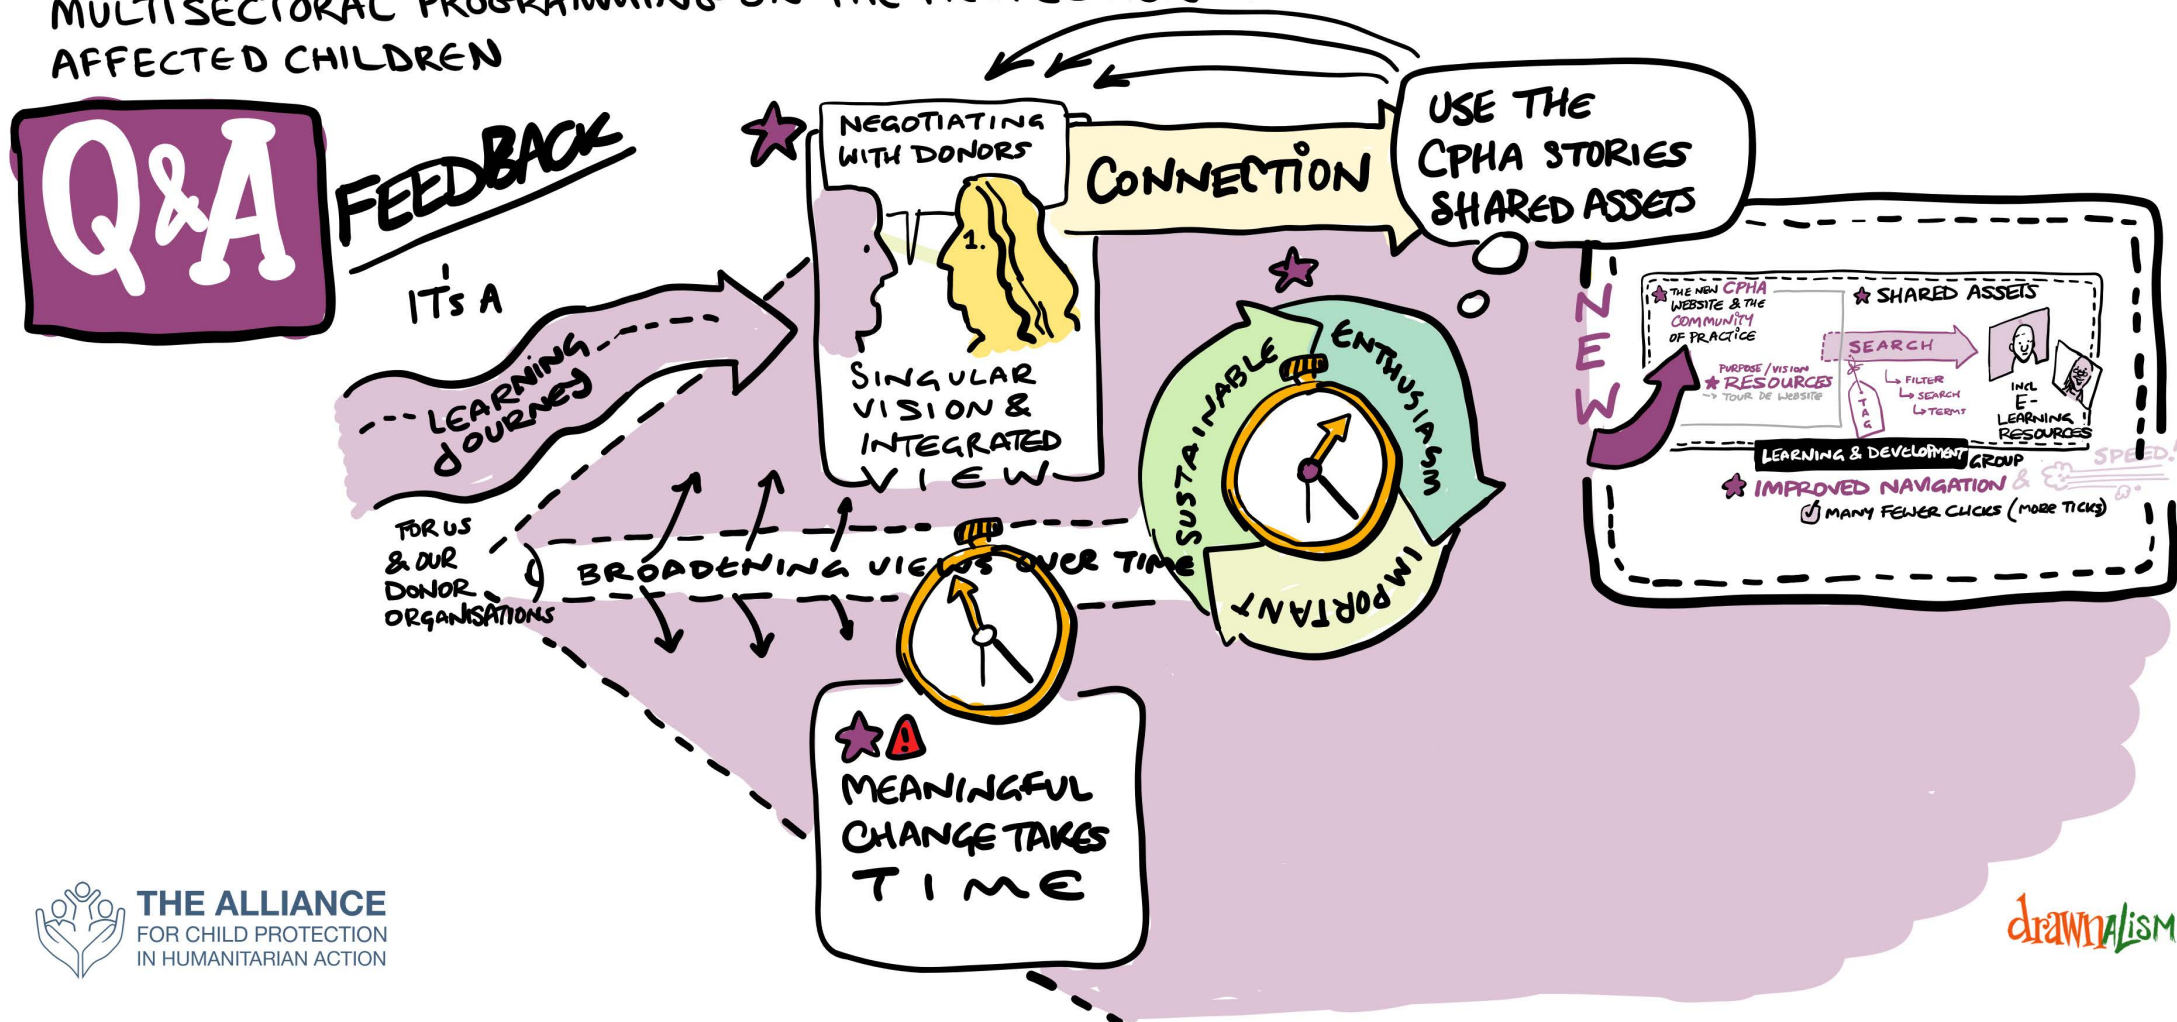 AFFECTED CHILDREN
Q&A
FEEDBACK
IT'S A
LEARNING
JOURNEY
FOR US
& OUR
DONOR
ORGANISATIONS
BROADENING VIEWS OVER TIME
NEGOTIATING
WITH DONORS
1.
SINGULAR
VISION &
INTEGRATED
VIEW
CONNECTION
USE THE
CPHA STORIES
SHARED ASSETS
SUSTAINABLE
ENTHUSIASM
IMPORTANT
MEANINGFUL
CHANGE TAKES
TIME
NEW
THE NEW CPHA
WEBSITE & THE
COMMUNITY
OF PRACTICE
PURPOSE / VISION
RESOURCES
TOUR DE WEBSITE
SHARED ASSETS
SEARCH
TAG
FILTER
SEARCH
TERMS
INCL
E-
LEARNING
RESOURCES
LEARNING & DEVELOPMENT GROUP
IMPROVED NAVIGATION & SPEED!
MANY FEWER CLICKS (MORE TICKS)
THE ALLIANCE
FOR CHILD PROTECTION
IN HUMANITARIAN ACTION
drawnalism